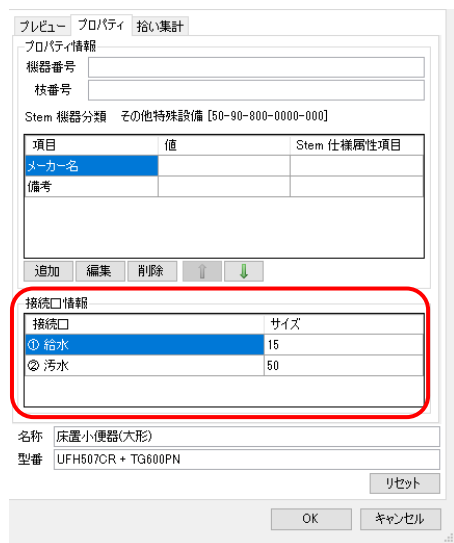 プレビュー プロパティ 拾い集計
プロパティ情報
機器番号
枝番号
Stem 機器分類 その他特殊設備 [50-90-800-0000-000]
項目 値 Stem 仕様属性項目
メーカー名
備考
追加 編集 削除
接続口情報
接続口 サイズ
① 給水 15
② 汚水 50
名称 床置小便器(大形)
型番 UFH507CR + TG600PN
リセット
OK キャンセル